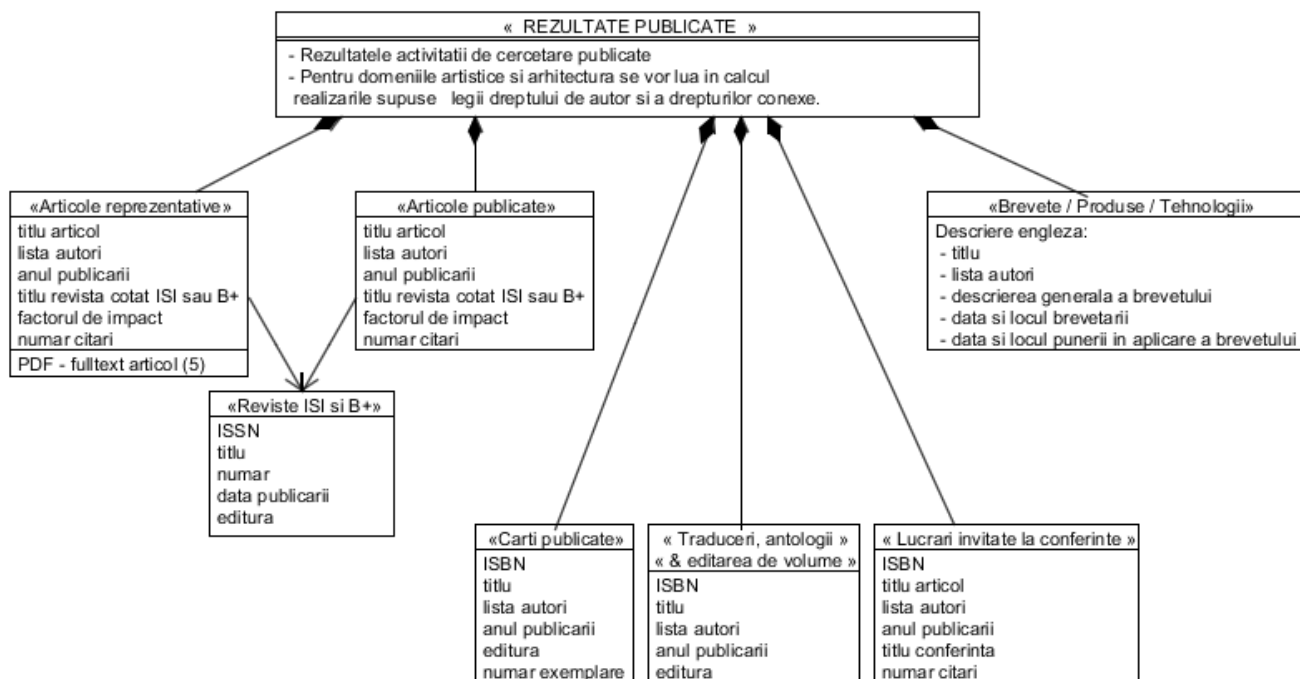 « REZULTATE PUBLICATE »
- Rezultatele activitatii de cercetare publicate
- Pentru domeniile artistice si arhitectura se vor lua in calcul
realizarile supuse legii dreptului de autor si a drepturilor conexe.
«Articole reprezentative»
titlu articol
lista autori
anul publicarii
titlu revista cotat ISI sau B+
factorul de impact
numar citari
PDF - fulltext articol (5)
«Articole publicate»
titlu articol
lista autori
anul publicarii
titlu revista cotat ISI sau B+
factorul de impact
numar citari
«Brevete / Produse / Tehnologii»
Descriere engleza:
- titlu
- lista autori
- descrierea generala a brevetului
- data si locul brevetarii
- data si locul punerii in aplicare a brevetului
«Reviste ISI si B+»
ISSN
titlu
numar
data publicarii
editura
«Carti publicate»
ISBN
titlu
lista autori
anul publicarii
editura
numar exemplare
« Traduceri, antologii »
« & editarea de volume »
ISBN
titlu
lista autori
anul publicarii
editura
« Lucrari invitate la conferinte »
ISBN
titlu articol
lista autori
anul publicarii
titlu conferinta
numar citari